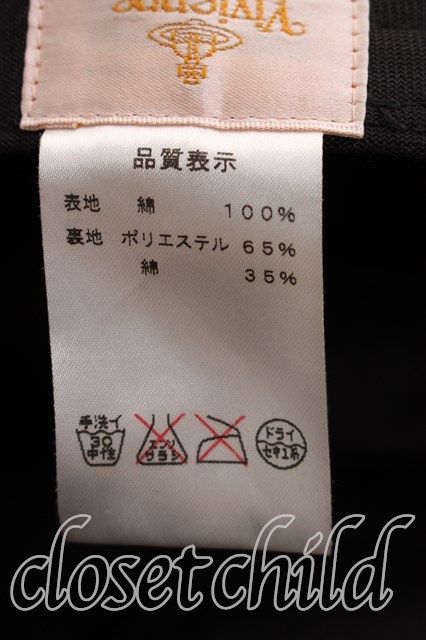 Vivienne
品質表示
表地 綿 100%
裏地 ポリエステル 65%
綿 35%
手洗イ
30
中性
エンソ
サラシ
ドライ
セキユ系
closet child